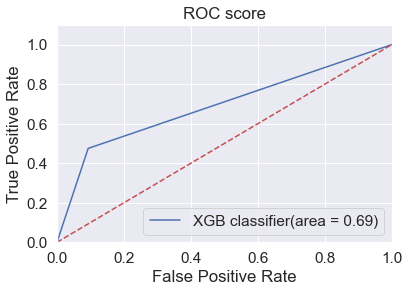 ROC score
True Positive Rate
1.0
0.8
0.6
0.4
0.2
0.0
XGB classifier(area = 0.69)
0.0 0.2 0.4 0.6 0.8 1.0
False Positive Rate